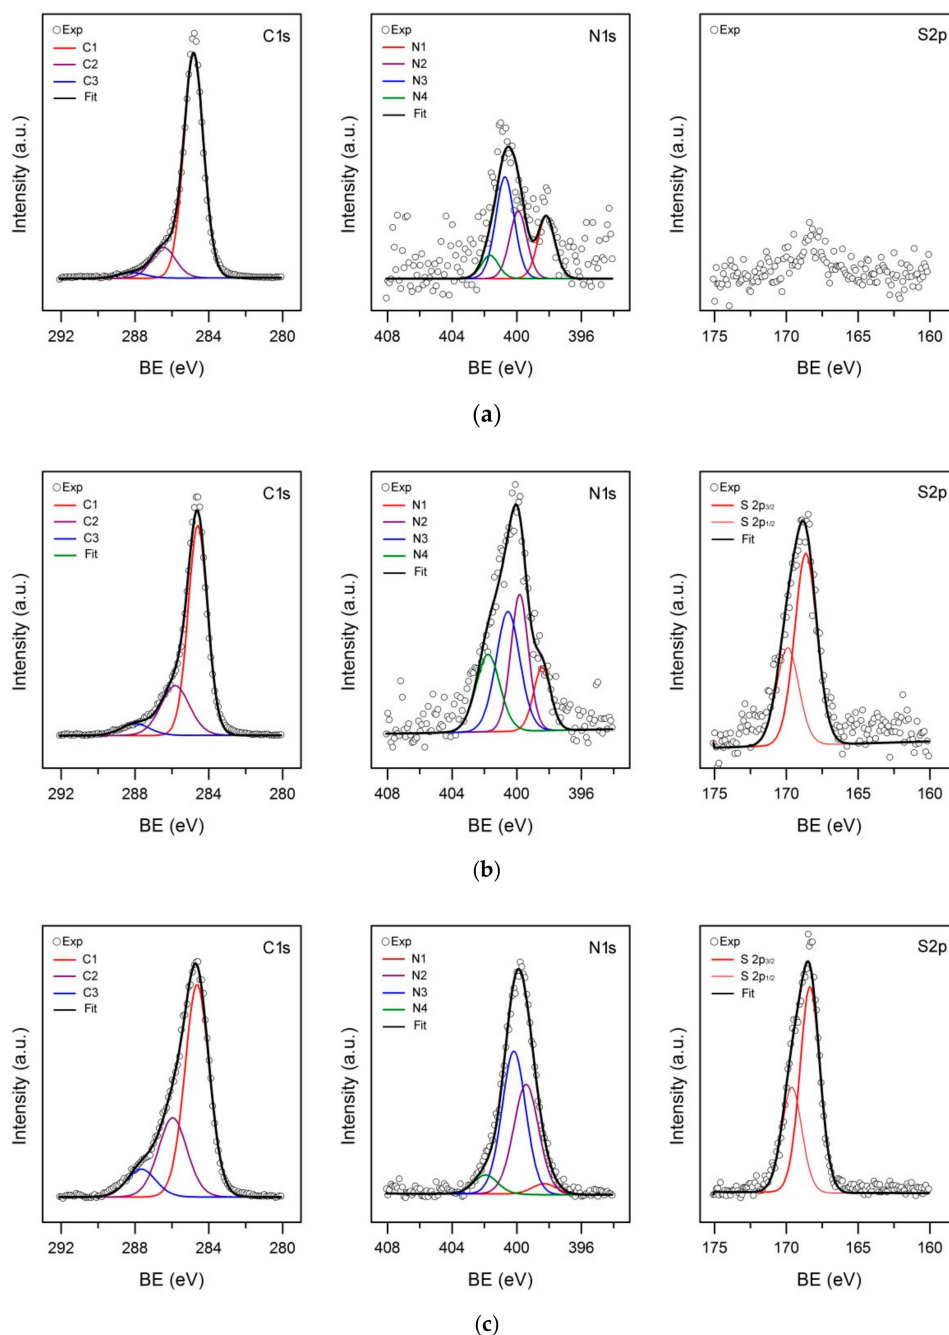 Exp
C1
C2
C3
Fit
C1s
Intensity (a.u.)
292 288 284 280
BE (eV)
Exp
N1
N2
N3
N4
Fit
N1s
Intensity (a.u.)
408 404 400 396
BE (eV)
Exp
S2p
Intensity (a.u.)
175 170 165 160
BE (eV)
(a)
Exp
C1
C2
C3
Fit
C1s
Intensity (a.u.)
292 288 284 280
BE (eV)
Exp
N1
N2
N3
N4
Fit
N1s
Intensity (a.u.)
408 404 400 396
BE (eV)
Exp
S 2p3/2
S 2p1/2
Fit
S2p
Intensity (a.u.)
175 170 165 160
BE (eV)
(b)
Exp
C1
C2
C3
Fit
C1s
Intensity (a.u.)
292 288 284 280
BE (eV)
Exp
N1
N2
N3
N4
Fit
N1s
Intensity (a.u.)
408 404 400 396
BE (eV)
Exp
S 2p3/2
S 2p1/2
Fit
S2p
Intensity (a.u.)
175 170 165 160
BE (eV)
(c)